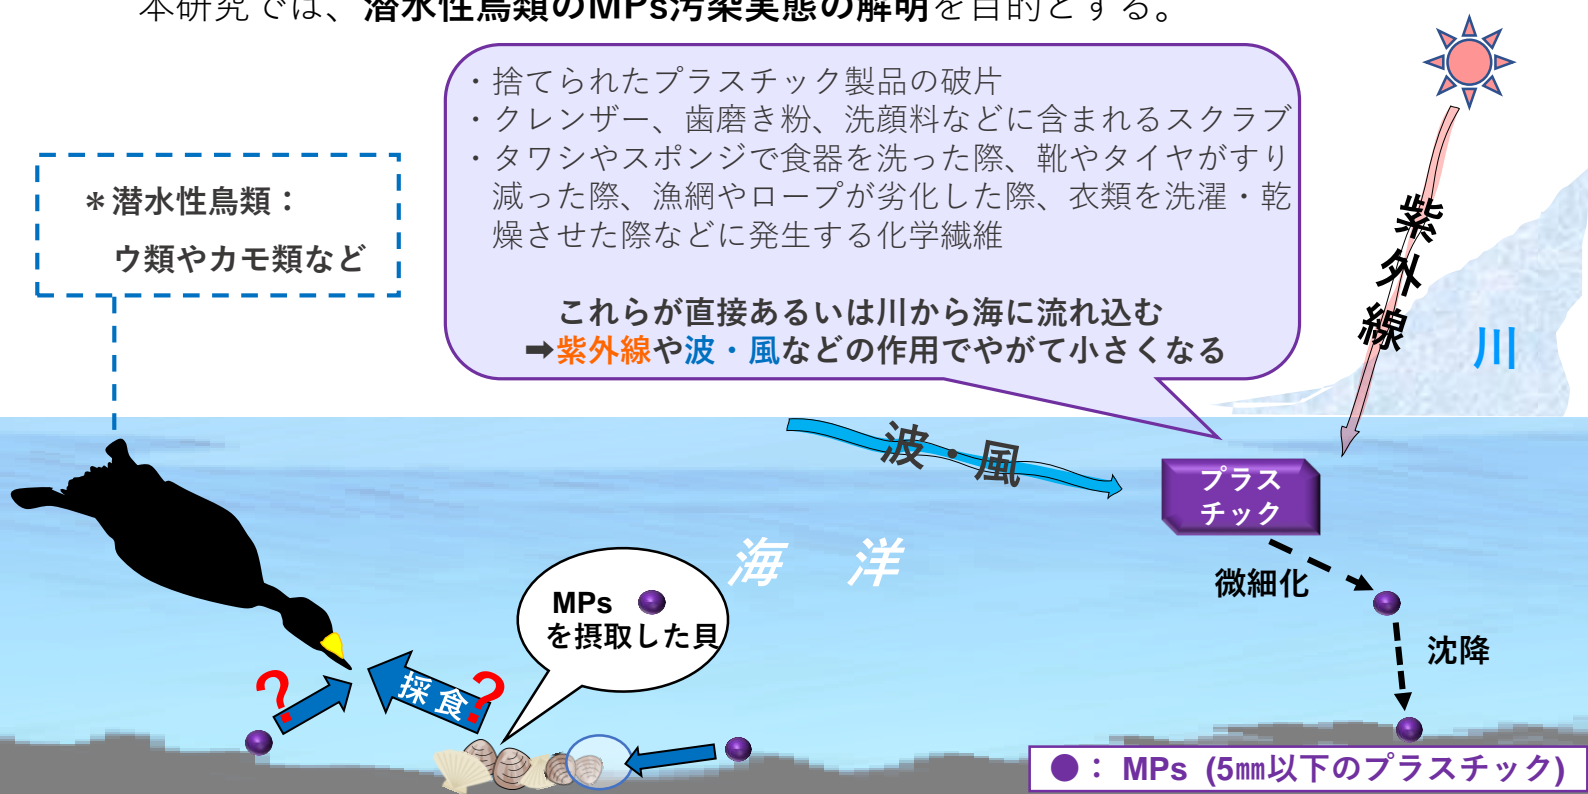 本研究では、潜水性鳥類のMPs汚染実態の解明を目的とする。
・捨てられたプラスチック製品の破片
・クレンザー、歯磨き粉、洗顔料などに含まれるスクラブ
・タワシやスポンジで食器を洗った際、靴やタイヤがすり
減った際、漁網やロープが劣化した際、衣類を洗濯・乾
燥させた際などに発生する化学繊維
これらが直接あるいは川から海に流れ込む
➡紫外線や波・風などの作用でやがて小さくなる
＊潜水性鳥類：
ウ類やカモ類など
紫外線
川
波・風
プラス
チック
海 洋
微細化
MPs
を摂取した貝
沈降
？
採食？
●：MPs (5㎜以下のプラスチック)